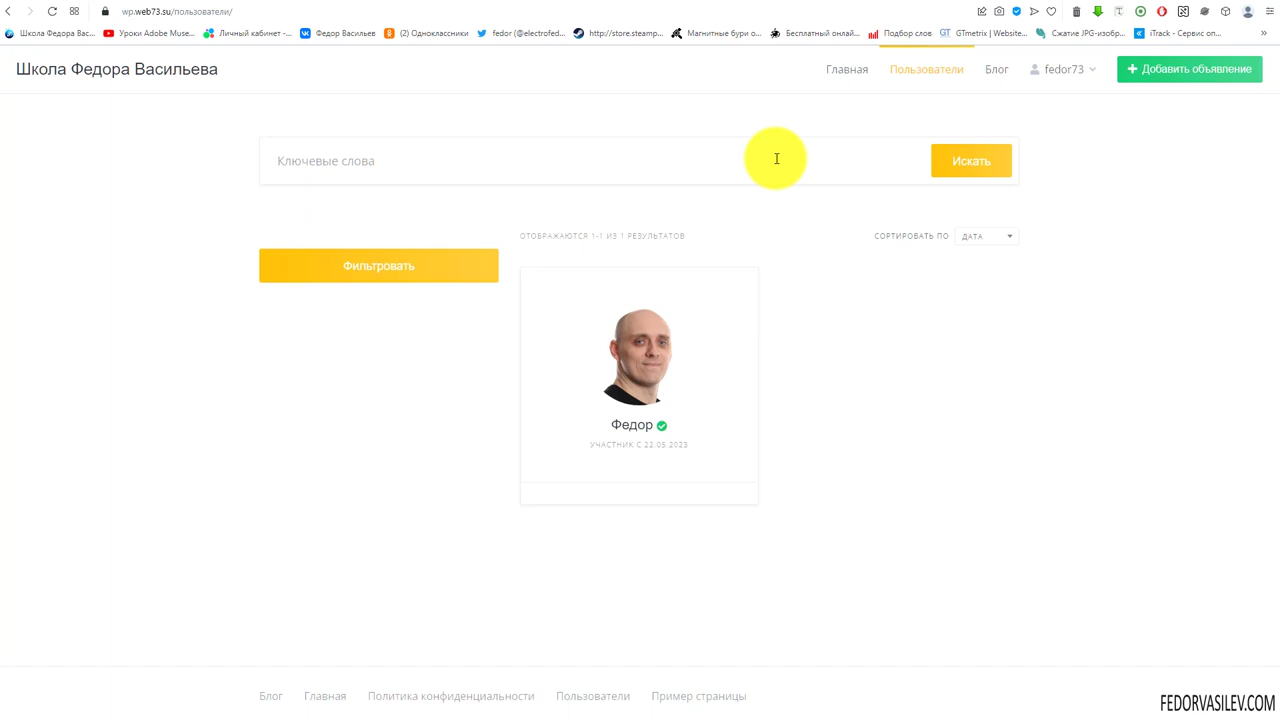 wp.web73.su/пользователи/
Школа Федора Вас... Уроки Adobe Muse... Личный кабинет -... Федор Васильев (2) Одноклассники fedor (@electrofed... http://store.steamp... Магнитные бури о... Бесплатный онлай... Подбор слов GTmetrix | Website... Сжатие JPG-изобр... iTrack - Сервис оп... »
Школа Федора Васильева
Главная Пользователи Блог fedor73 Добавить объявление
Ключевые слова Искать
ОТОБРАЖАЮТСЯ 1-1 ИЗ 1 РЕЗУЛЬТАТОВ СОРТИРОВАТЬ ПО ДАТА
Фильтровать
Федор
УЧАСТНИК С 22.05.2023
Блог Главная Политика конфиденциальности Пользователи Пример страницы
FEDORVASILEV.COM